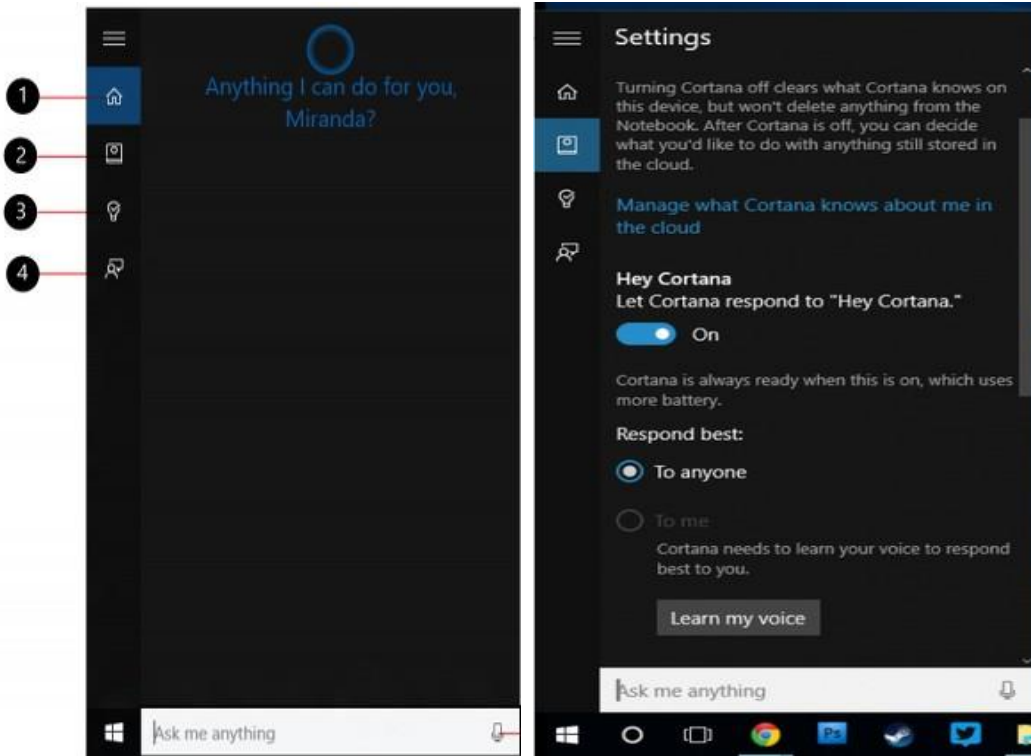 1
2
3
4
Anything I can do for you,
Miranda?
Ask me anything
Settings
Turning Cortana off clears what Cortana knows on
this device, but won't delete anything from the
Notebook. After Cortana is off, you can decide
what you'd like to do with anything still stored in
the cloud.
Manage what Cortana knows about me in
the cloud
Hey Cortana
Let Cortana respond to "Hey Cortana."
On
Cortana is always ready when this is on, which uses
more battery.
Respond best:
To anyone
To me
Cortana needs to learn your voice to respond
best to you.
Learn my voice
Ask me anything
Ps